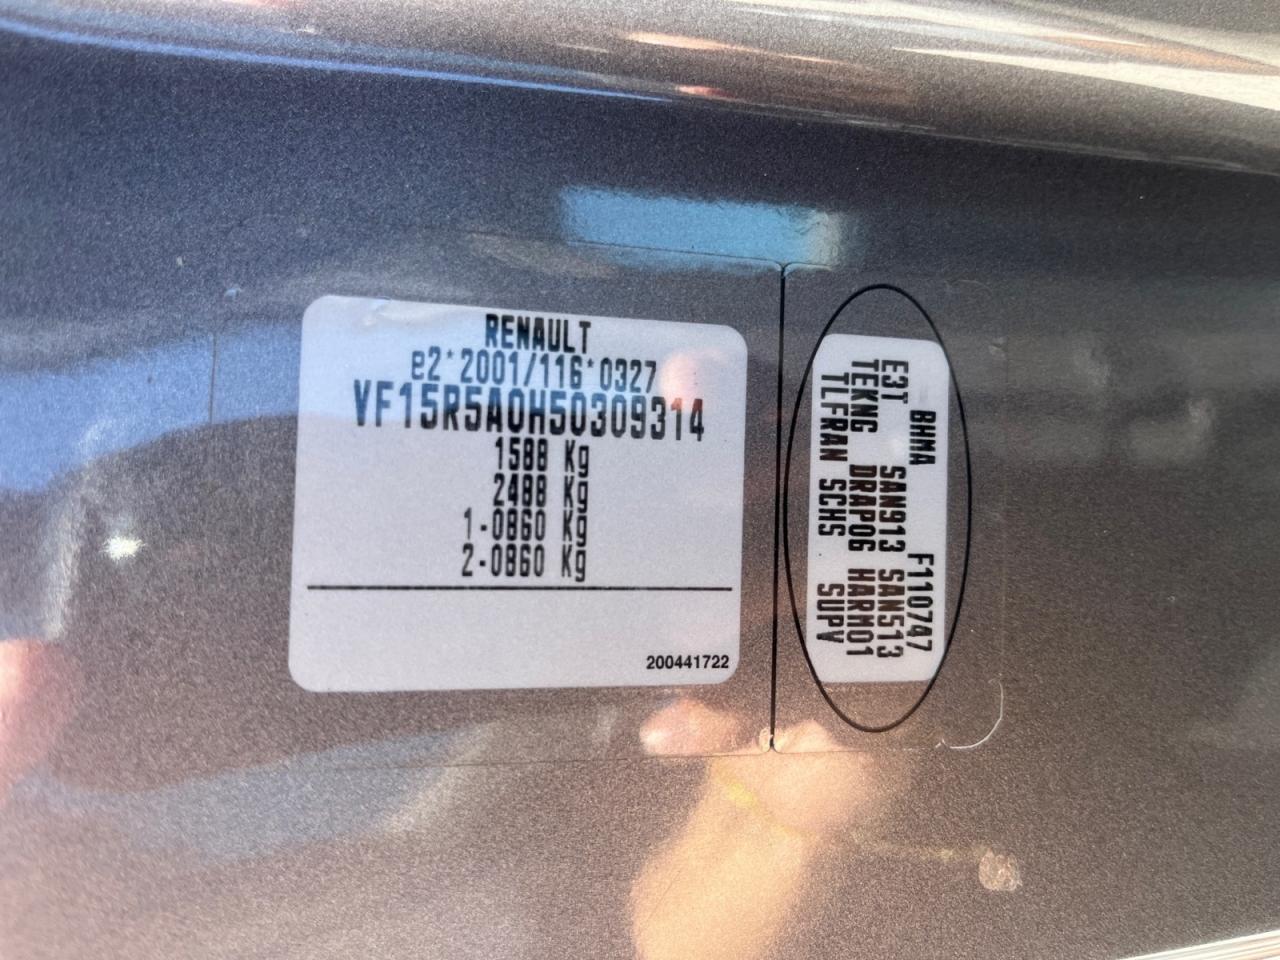 RENAULT
e2*2001/116*0327
VF15R5A0H50309314
1588 Kg
2488 Kg
1-0860 Kg
2-0860 Kg
200441722
BHMA F110747
E3T SAN913 SAN513
TEKNG DRAP06 HARM01
TLFRAN SCHS SUPV